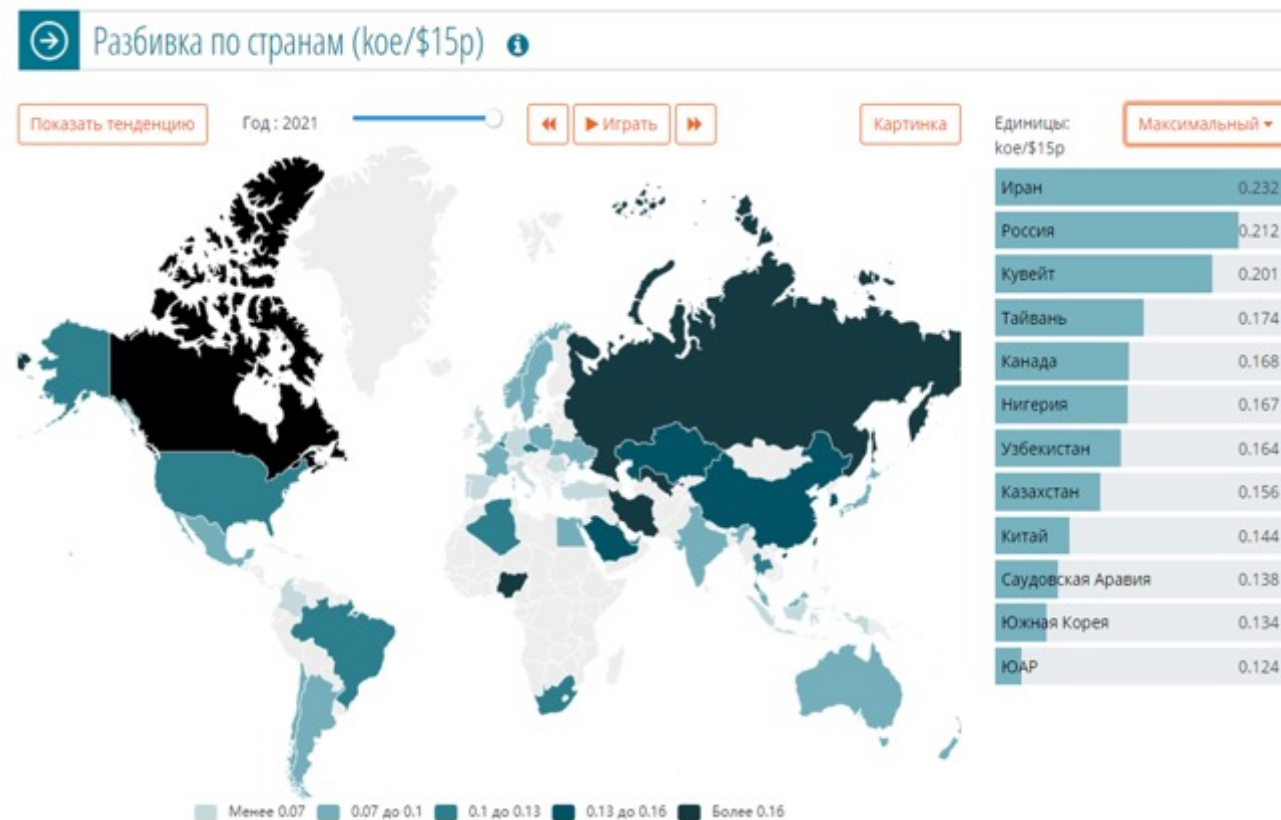 Разбивка по странам (koe/$15p)
Показать тенденцию
Год : 2021
Играть
Картинка
Единицы:
koe/$15p
Максимальный
Иран 0.232
Россия 0.212
Кувейт 0.201
Тайвань 0.174
Канада 0.168
Нигерия 0.167
Узбекистан 0.164
Казахстан 0.156
Китай 0.144
Саудовская Аравия 0.138
Южная Корея 0.134
ЮАР 0.124
Менее 0.07 0.07 до 0.1 0.1 до 0.13 0.13 до 0.16 Более 0.16